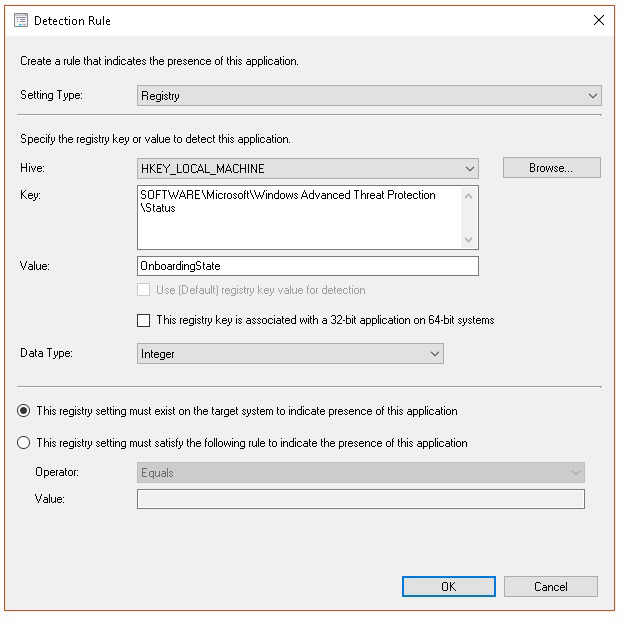 Detection Rule
Create a rule that indicates the presence of this application.
Setting Type:
Registry
Specify the registry key or value to detect this application.
Hive:
HKEY_LOCAL_MACHINE
Browse...
Key:
SOFTWARE\Microsoft\Windows Advanced Threat Protection
\Status
Value:
OnboardingState
Use (Default) registry key value for detection
This registry key is associated with a 32-bit application on 64-bit systems
Data Type:
Integer
This registry setting must exist on the target system to indicate presence of this application
This registry setting must satisfy the following rule to indicate the presence of this application
Operator:
Equals
Value:
OK
Cancel